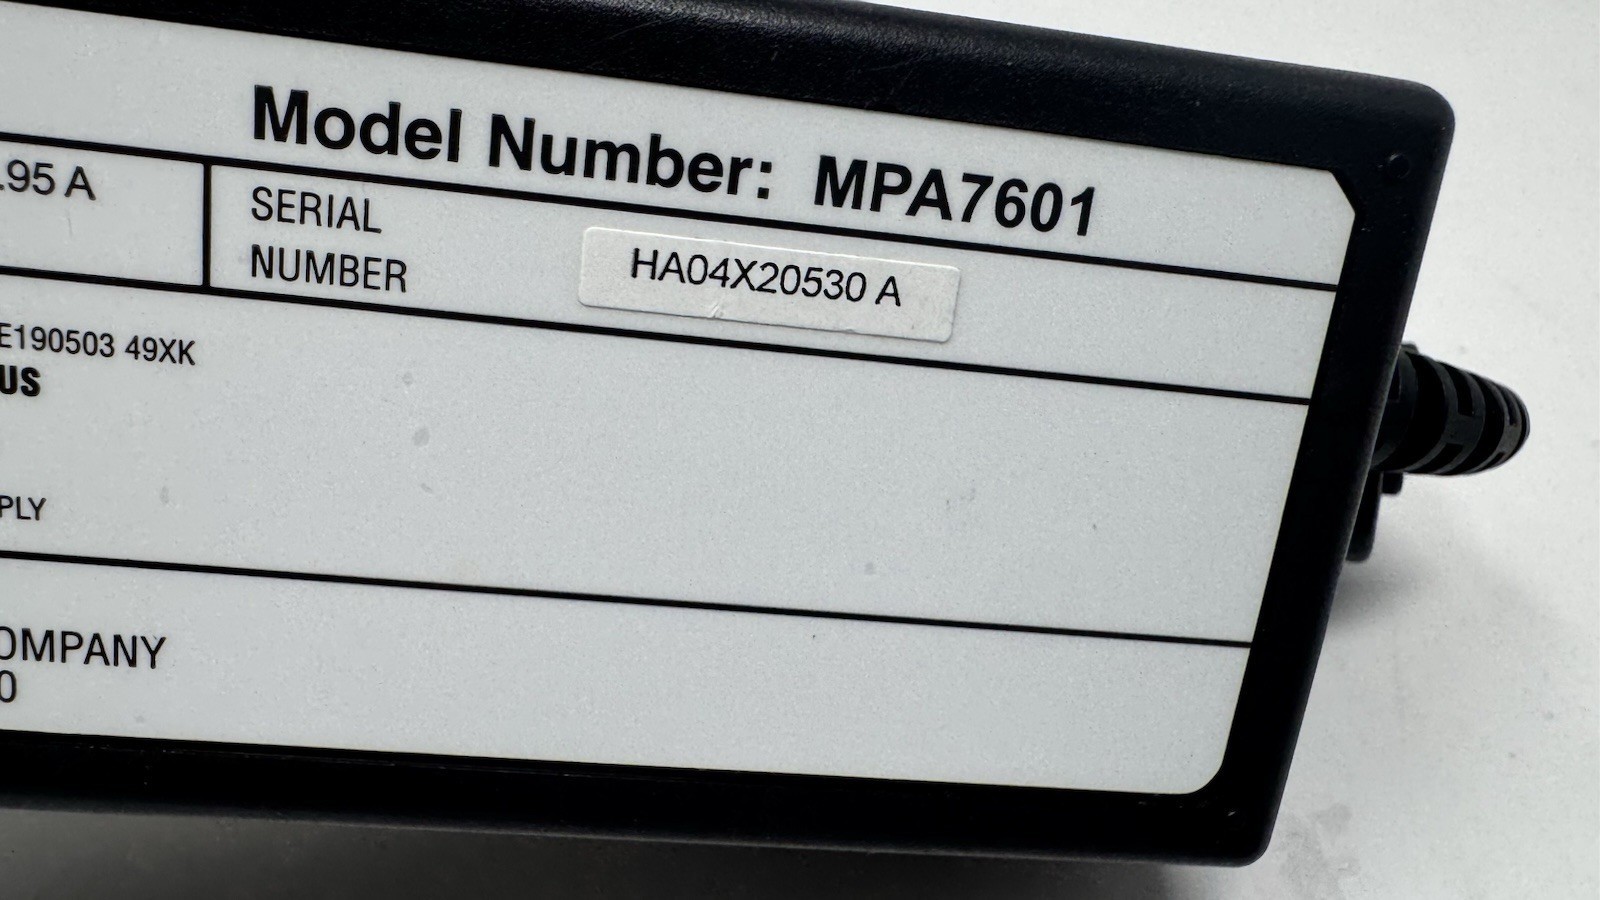 Model Number: MPA7601
.95 A
SERIAL
NUMBER
HA04X20530 A
E190503 49XK
US
PLY
OMPANY
0